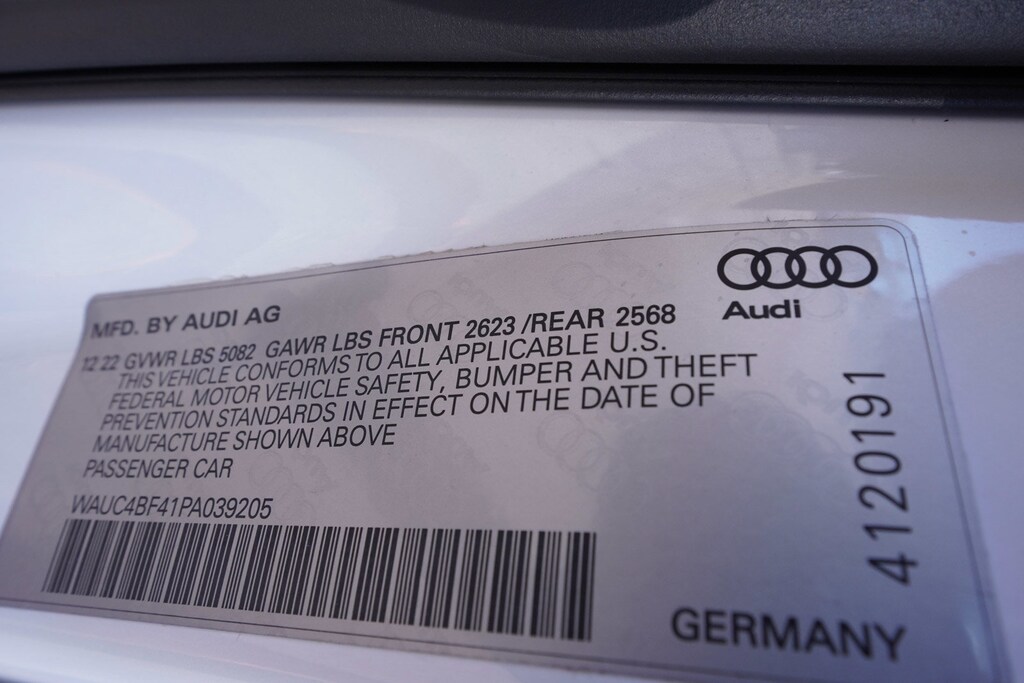 Audi
MFD. BY AUDI AG
12 22 GVWR LBS 5082 GAWR LBS FRONT 2623 /REAR 2568
THIS VEHICLE CONFORMS TO ALL APPLICABLE U.S.
FEDERAL MOTOR VEHICLE SAFETY, BUMPER AND THEFT
PREVENTION STANDARDS IN EFFECT ON THE DATE OF
MANUFACTURE SHOWN ABOVE
PASSENGER CAR
WAUC4BF41PA039205
4120191
GERMANY